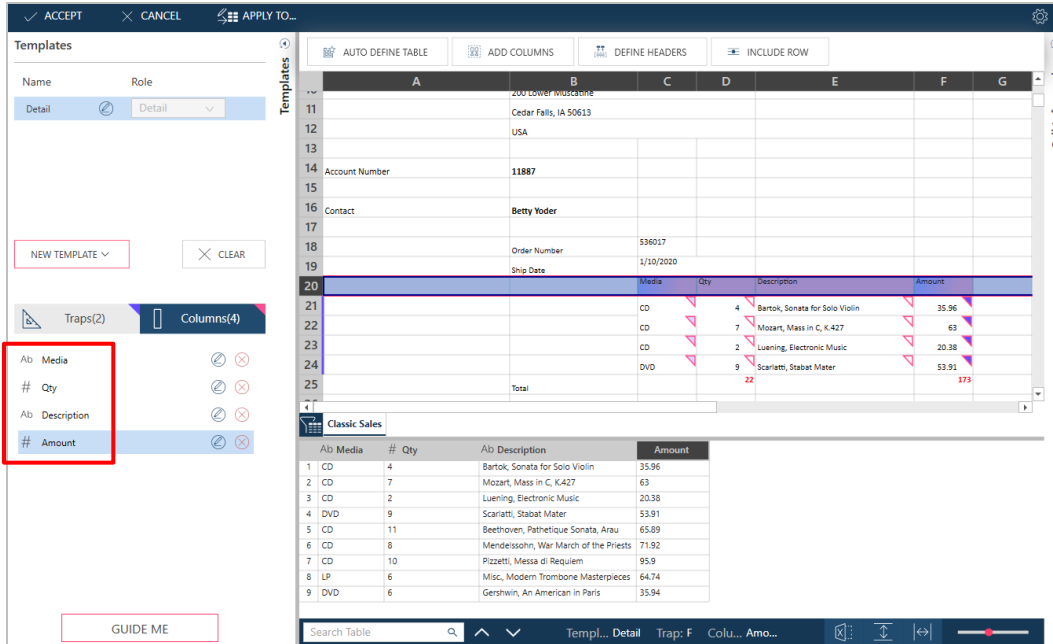 ACCEPT CANCEL APPLY TO...
Templates
Name Role
Detail Detail
NEW TEMPLATE CLEAR
Traps(2) Columns(4)
Ab Media
# Qty
Ab Description
# Amount
GUIDE ME
Templates
AUTO DEFINE TABLE ADD COLUMNS DEFINE HEADERS INCLUDE ROW
A B C D E F G
10 200 Lower Muscatine
11 Cedar Falls, IA 50613
12 USA
13
14 Account Number 11887
15
16 Contact Betty Yoder
17
18 Order Number 536017
19 Ship Date 1/10/2020
20 Media Qty Description Amount
21 CD 4 Bartok, Sonata for Solo Violin 35.96
22 CD 7 Mozart, Mass in C, K.427 63
23 CD 2 Luening, Electronic Music 20.38
24 DVD 9 Scarlatti, Stabat Mater 53.91
25 Total 22 173
Classic Sales
Ab Media # Qty Ab Description Amount
1 CD 4 Bartok, Sonata for Solo Violin 35.96
2 CD 7 Mozart, Mass in C, K.427 63
3 CD 2 Luening, Electronic Music 20.38
4 DVD 9 Scarlatti, Stabat Mater 53.91
5 CD 11 Beethoven, Pathetique Sonata, Arau 65.89
6 CD 8 Mendelssohn, War March of the Priests 71.92
7 CD 10 Pizzetti, Messa di Requiem 95.9
8 LP 6 Misc., Modern Trombone Masterpieces 64.74
9 DVD 6 Gershwin, An American in Paris 35.94
Search Table Templ... Detail Trap: F Colu... Amo...